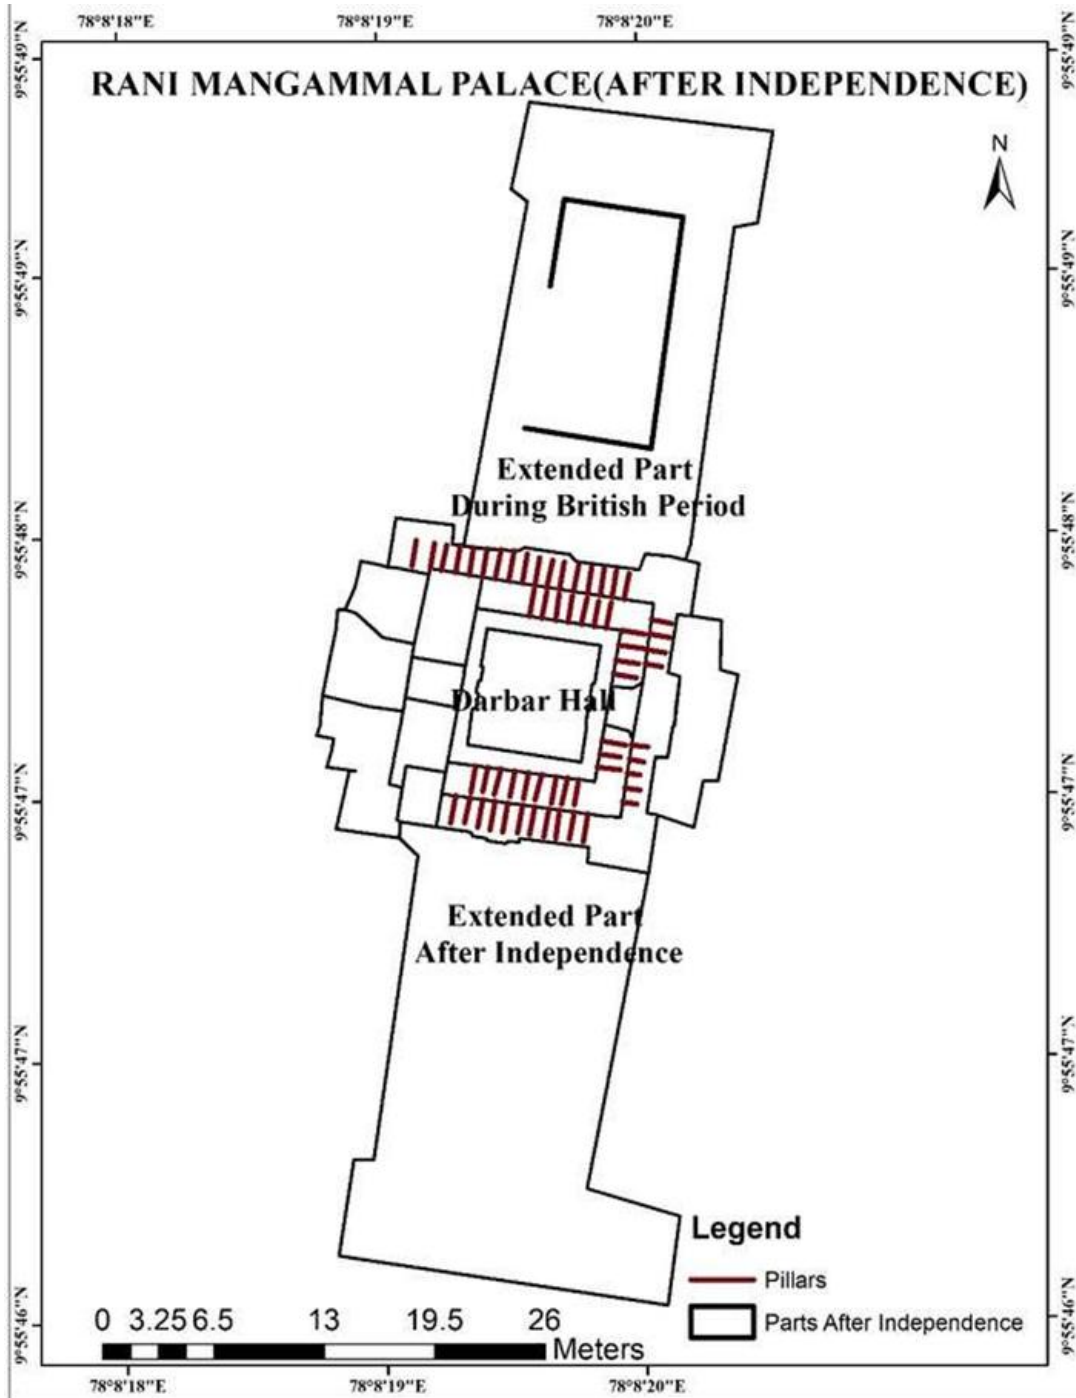 78°8'18"E 78°8'19"E 78°8'20"E
RANI MANGAMMAL PALACE(AFTER INDEPENDENCE)
N
9°55'49"N 9°55'49"N
9°55'49"N 9°55'49"N
Extended Part
During British Period
9°55'48"N 9°55'48"N
Darbar Hall
9°55'47"N 9°55'47"N
Extended Part
After Independence
9°55'47"N 9°55'47"N
Legend
Pillars
Parts After Independence
9°55'46"N 9°55'46"N
0 3.25 6.5 13 19.5 26
Meters
78°8'18"E 78°8'19"E 78°8'20"E